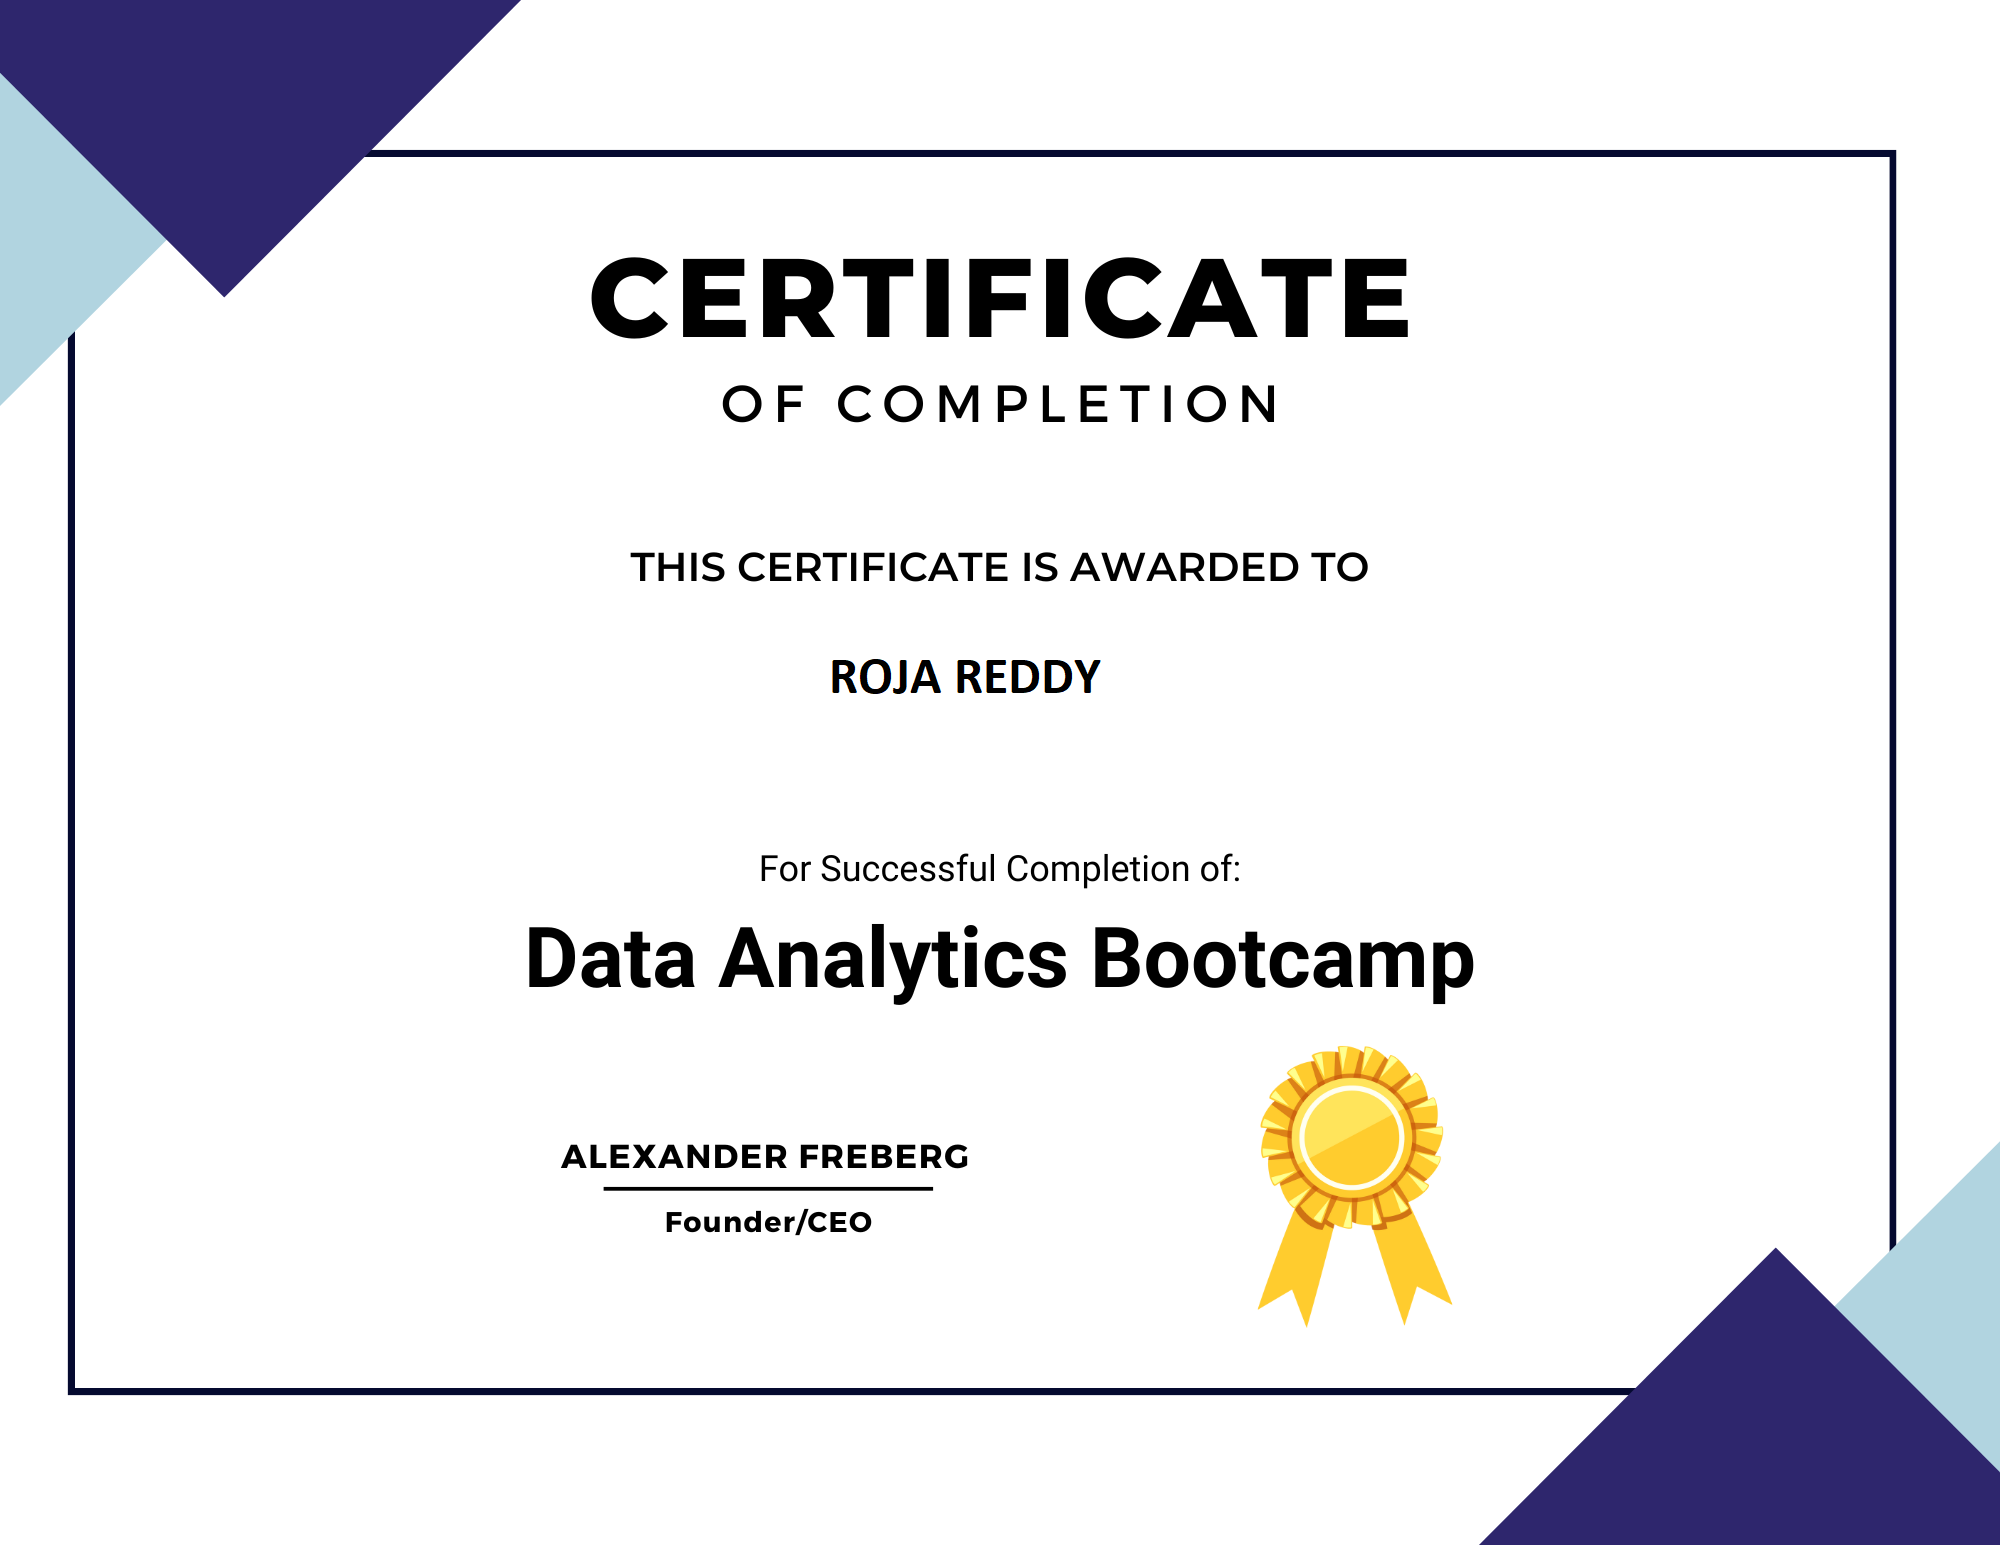 CERTIFICATE
OF COMPLETION
THIS CERTIFICATE IS AWARDED TO
ROJA REDDY
For Successful Completion of:
Data Analytics Bootcamp
ALEXANDER FREBERG
Founder/CEO